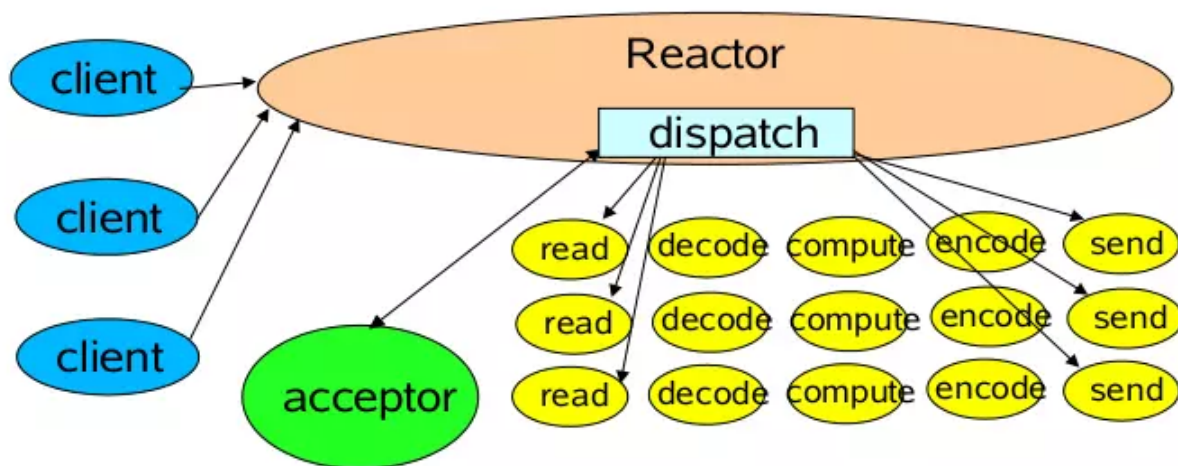 client
Reactor
dispatch
client
read decode compute encode send
client
read decode compute encode send
acceptor
read decode compute encode send